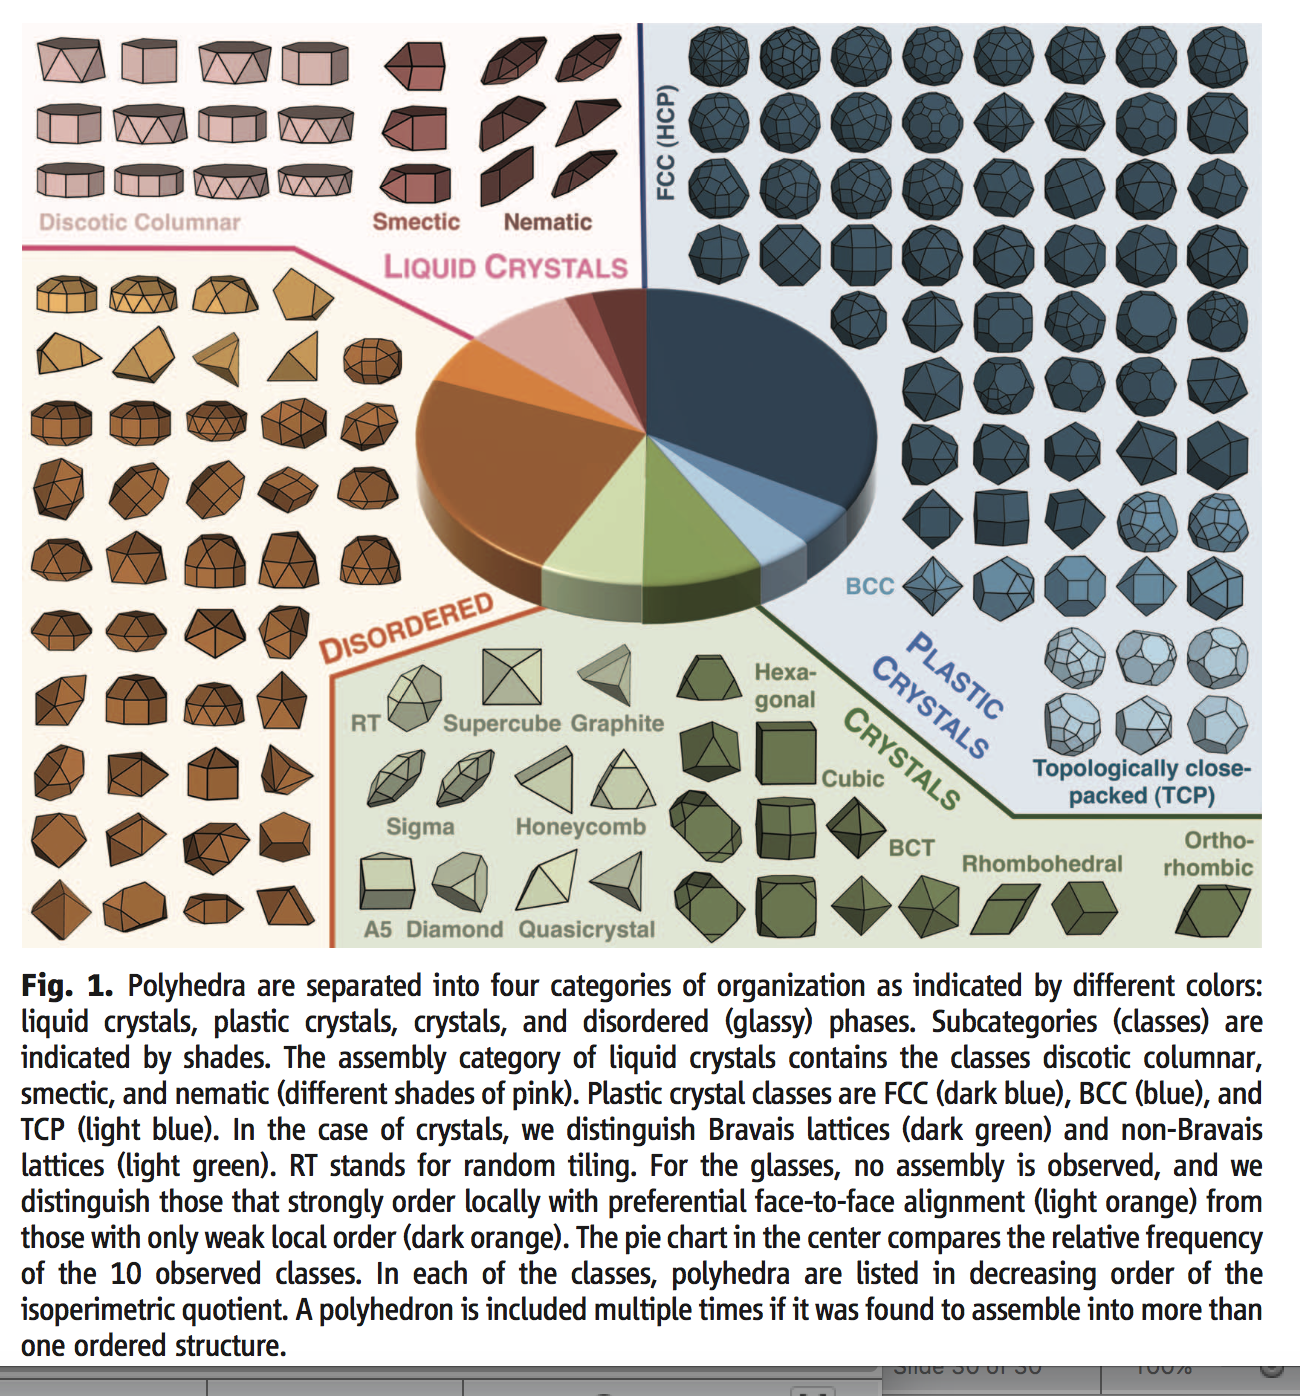 FCC (HCP)
Discotic Columnar
Smectic
Nematic
LIQUID CRYSTALS
BCC
PLASTIC
CRYSTALS
Topologically close-
packed (TCP)
DISORDERED
RT
Supercube
Graphite
Hexa-
gonal
CRYSTALS
Cubic
Sigma
Honeycomb
BCT
Rhombohedral
Ortho-
rhombic
A5
Diamond
Quasicrystal
Fig. 1. Polyhedra are separated into four categories of organization as indicated by different colors:
liquid crystals, plastic crystals, crystals, and disordered (glassy) phases. Subcategories (classes) are
indicated by shades. The assembly category of liquid crystals contains the classes discotic columnar,
smectic, and nematic (different shades of pink). Plastic crystal classes are FCC (dark blue), BCC (blue), and
TCP (light blue). In the case of crystals, we distinguish Bravais lattices (dark green) and non-Bravais
lattices (light green). RT stands for random tiling. For the glasses, no assembly is observed, and we
distinguish those that strongly order locally with preferential face-to-face alignment (light orange) from
those with only weak local order (dark orange). The pie chart in the center compares the relative frequency
of the 10 observed classes. In each of the classes, polyhedra are listed in decreasing order of the
isoperimetric quotient. A polyhedron is included multiple times if it was found to assemble into more than
one ordered structure.
Slide 30 of 30
100%